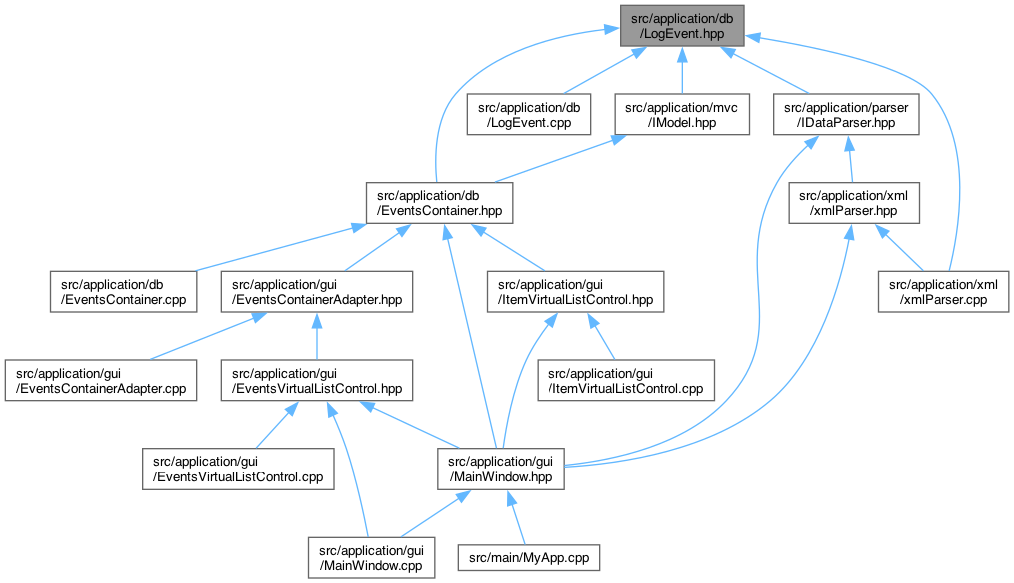 src/application/db
/LogEvent.hpp
src/application/db
/LogEvent.cpp
src/application/mvc
/IModel.hpp
src/application/parser
/IDataParser.hpp
src/application/db
/EventsContainer.hpp
src/application/xml
/xmlParser.hpp
src/application/db
/EventsContainer.cpp
src/application/gui
/EventsContainerAdapter.hpp
src/application/gui
/ItemVirtualListControl.hpp
src/application/xml
/xmlParser.cpp
src/application/gui
/EventsContainerAdapter.cpp
src/application/gui
/EventsVirtualListControl.hpp
src/application/gui
/ItemVirtualListControl.cpp
src/application/gui
/EventsVirtualListControl.cpp
src/application/gui
/MainWindow.hpp
src/application/gui
/MainWindow.cpp
src/main/MyApp.cpp